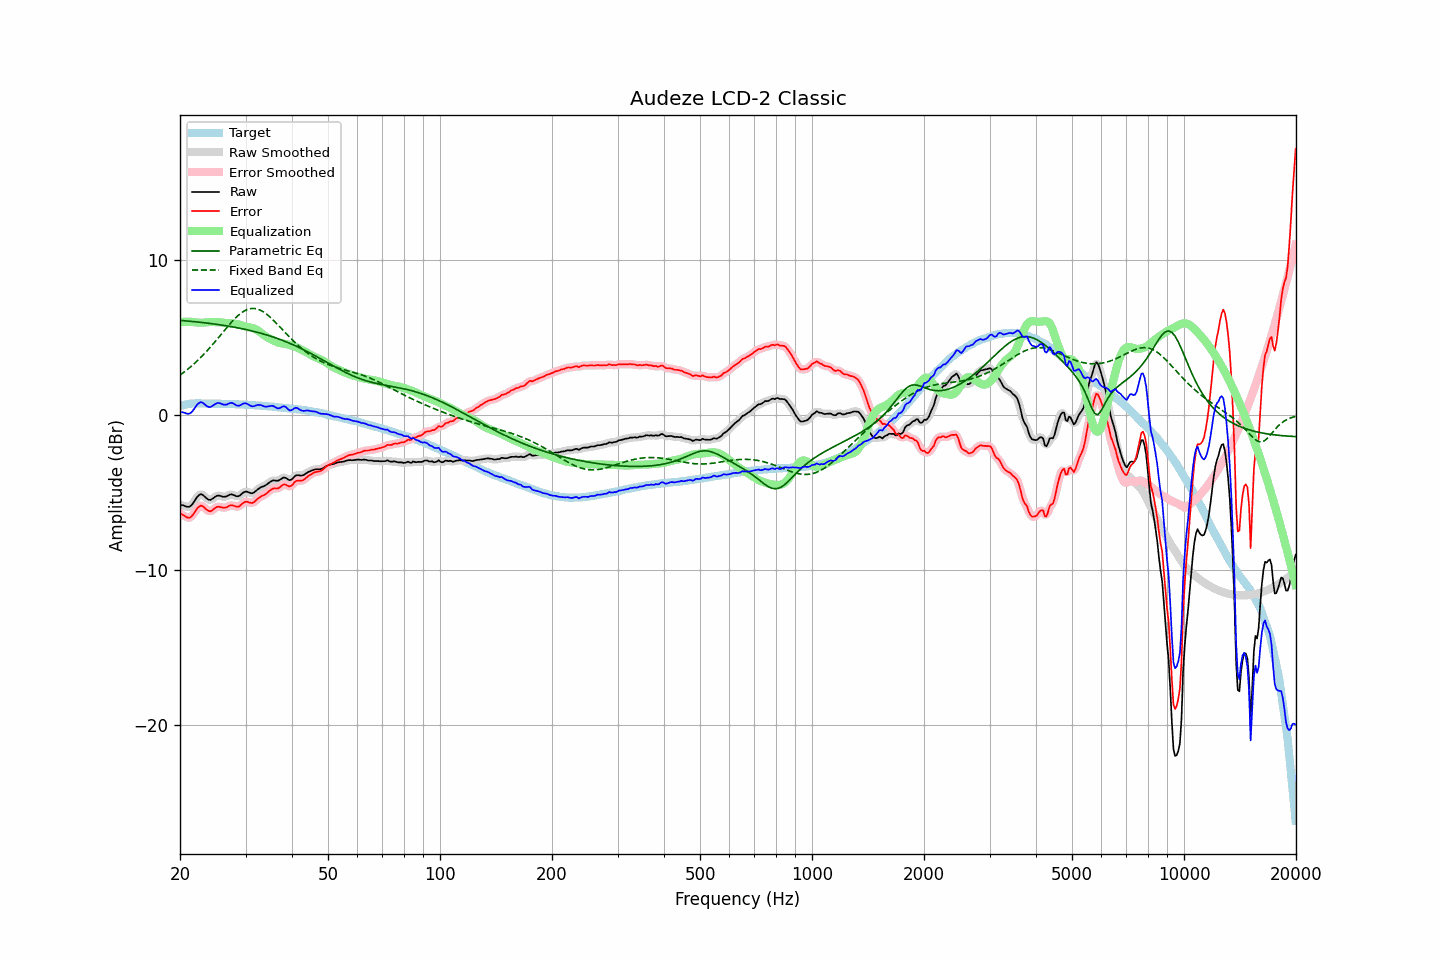 Audeze LCD-2 Classic
Target
Raw Smoothed
Error Smoothed
Raw
Error
Equalization
Parametric Eq
Fixed Band Eq
Equalized
10
0
−10
−20
Amplitude (dBr)
20
50
100
200
500
1000
2000
5000
10000
20000
Frequency (Hz)